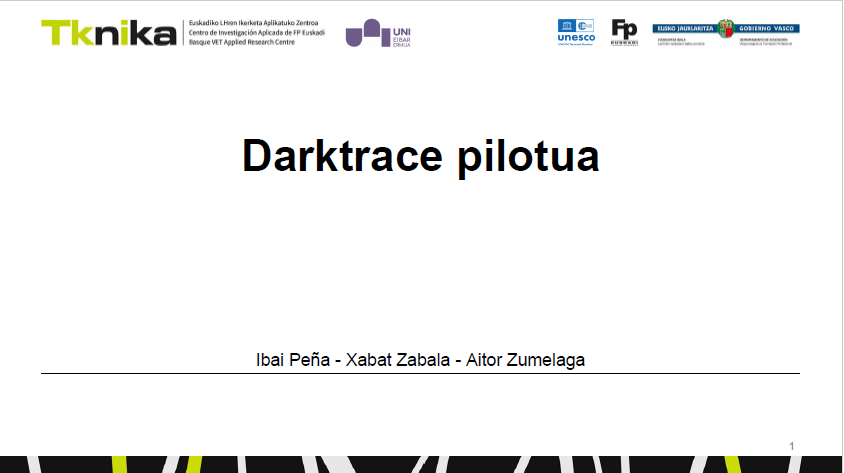 Tknika
Euskadiko LHren Ikerketa Aplikatuko Zentroa
Centro de Investigación Aplicada de FP Euskadi
Basque VET Applied Research Centre
UNI
EIBAR
ERMUA
unesco
Fp
EUSKADI
EUSKO JAURLARITZA
GOBIERNO VASCO
Darktrace pilotua
Ibai Peña - Xabat Zabala - Aitor Zumelaga
1